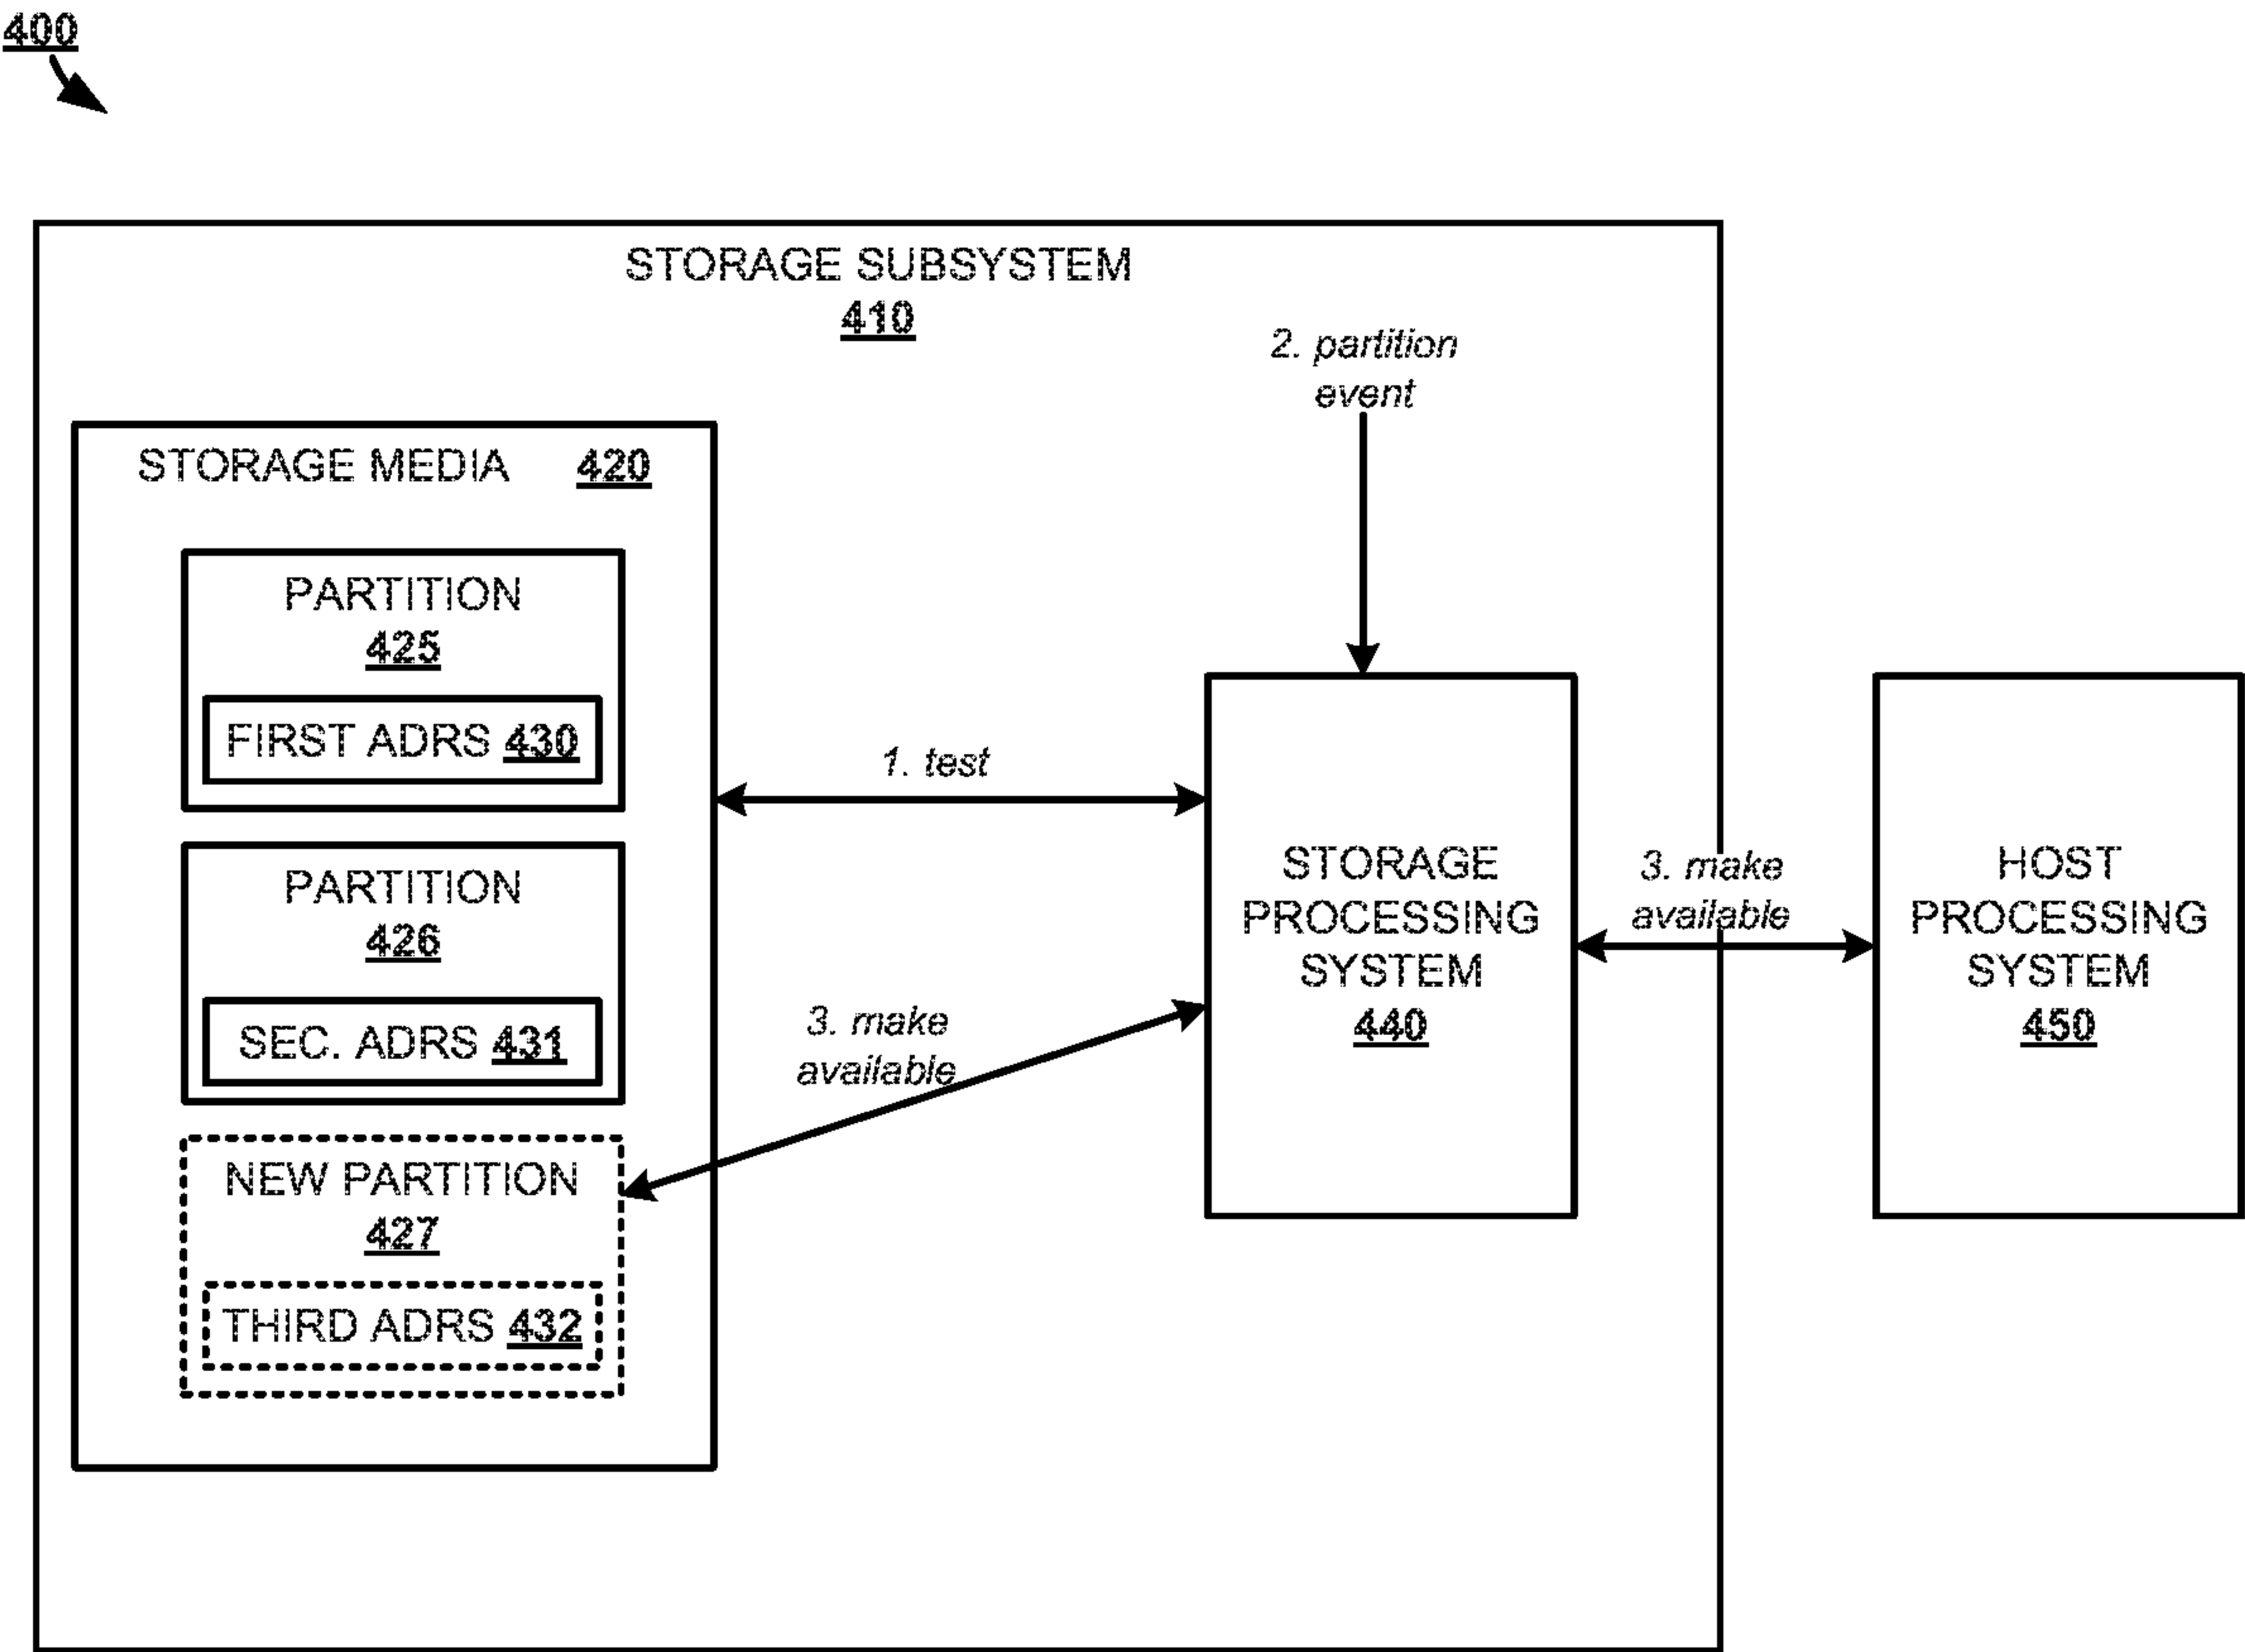 400
STORAGE SUBSYSTEM
410
2. partition
event
STORAGE MEDIA 420
PARTITION
425
FIRST ADRS 430
1. test
PARTITION
426
SEC. ADRS 431
3. make
available
NEW PARTITION
427
THIRD ADRS 432
STORAGE
PROCESSING
SYSTEM
440
3. make
available
HOST
PROCESSING
SYSTEM
450